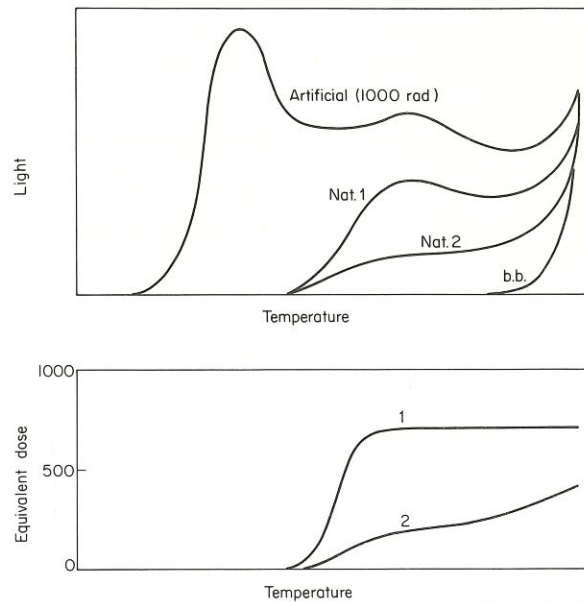 Artificial (1000 rad)
Light
Nat. 1
Nat. 2
b.b.
Temperature
1000
1
Equivalent dose
500
2
0
Temperature